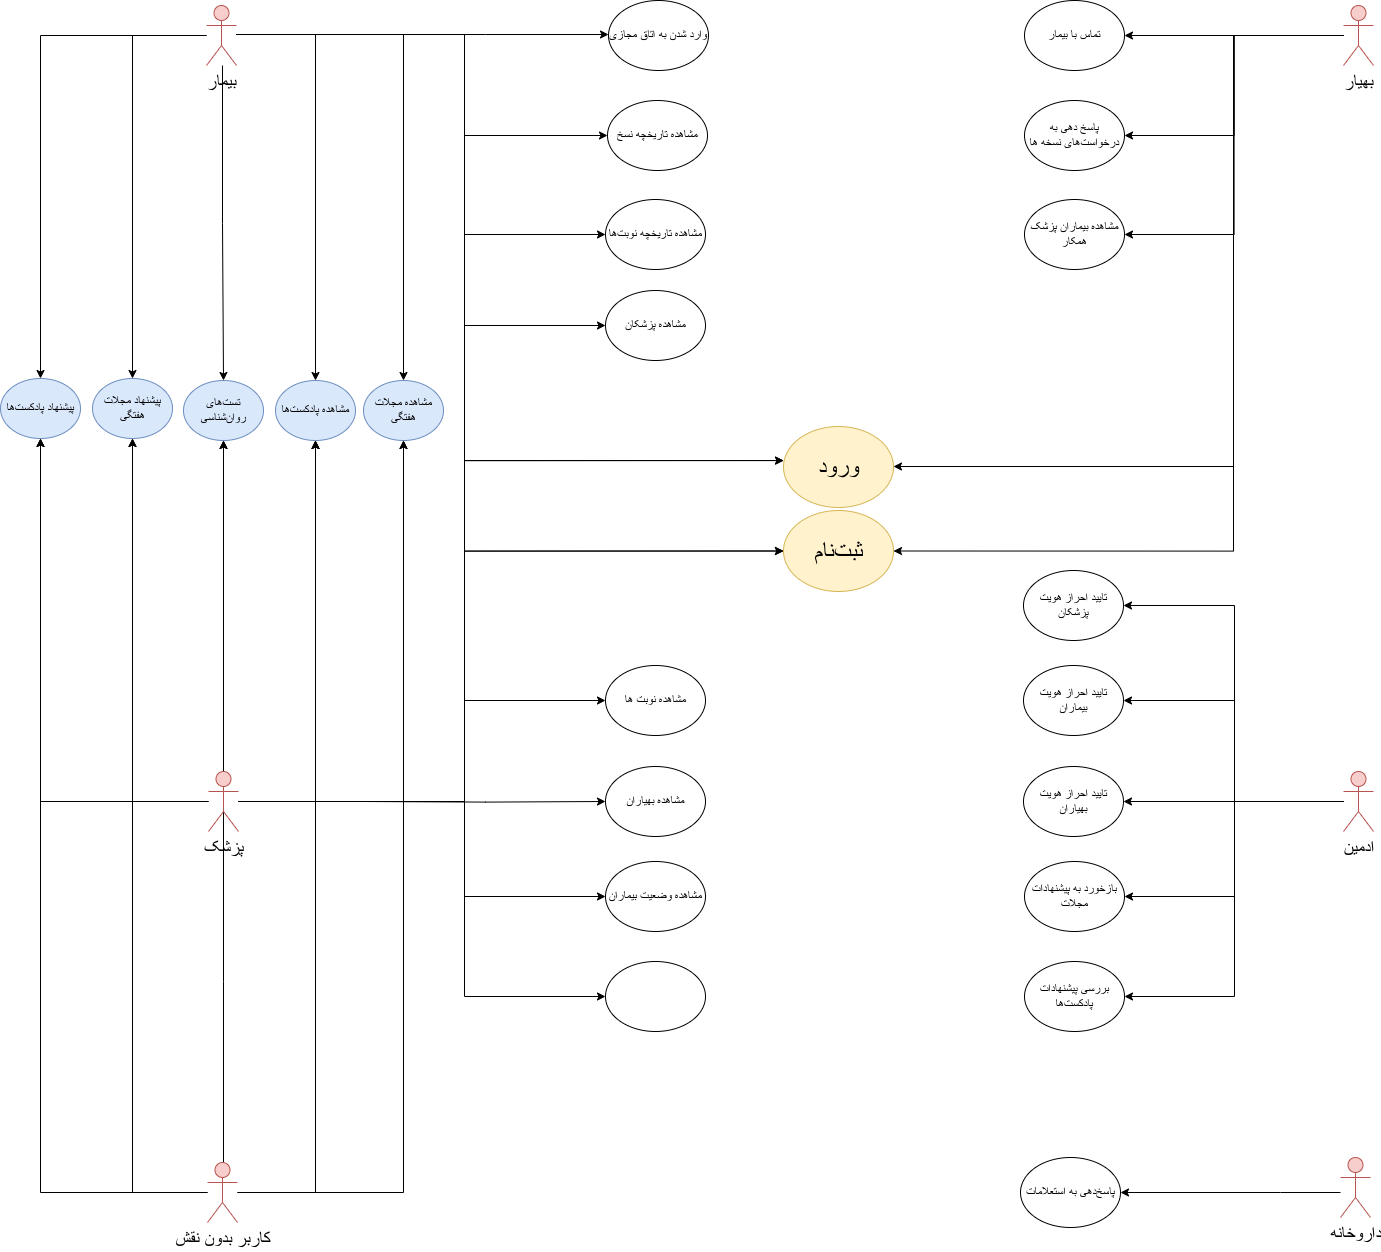 بیمار
وارد شدن به اتاق مجازی
تماس با بیمار
بهیار
مشاهده تاریخچه نسخ
پاسخ دهی به
درخواست‌های نسخه ها
مشاهده تاریخچه نوبت‌ها
مشاهده بیماران پزشک
همکار
مشاهده پزشکان
پیشنهاد پادکست‌ها
پیشنهاد مجلات
هفتگی
تست‌های
روان‌شناسی
مشاهده پادکست‌ها
مشاهده مجلات
هفتگی
ورود
ثبت‌نام
تایید احراز هویت
پزشکان
مشاهده نوبت ها
تایید احراز هویت
بیماران
پزشک
مشاهده بهیاران
تایید احراز هویت
بهیاران
ادمین
مشاهده وضعیت بیماران
بازخورد به پیشنهادات
مجلات
بررسی پیشنهادات
پادکست‌ها
کاربر بدون نقش
پاسخ‌دهی به استعلامات
داروخانه